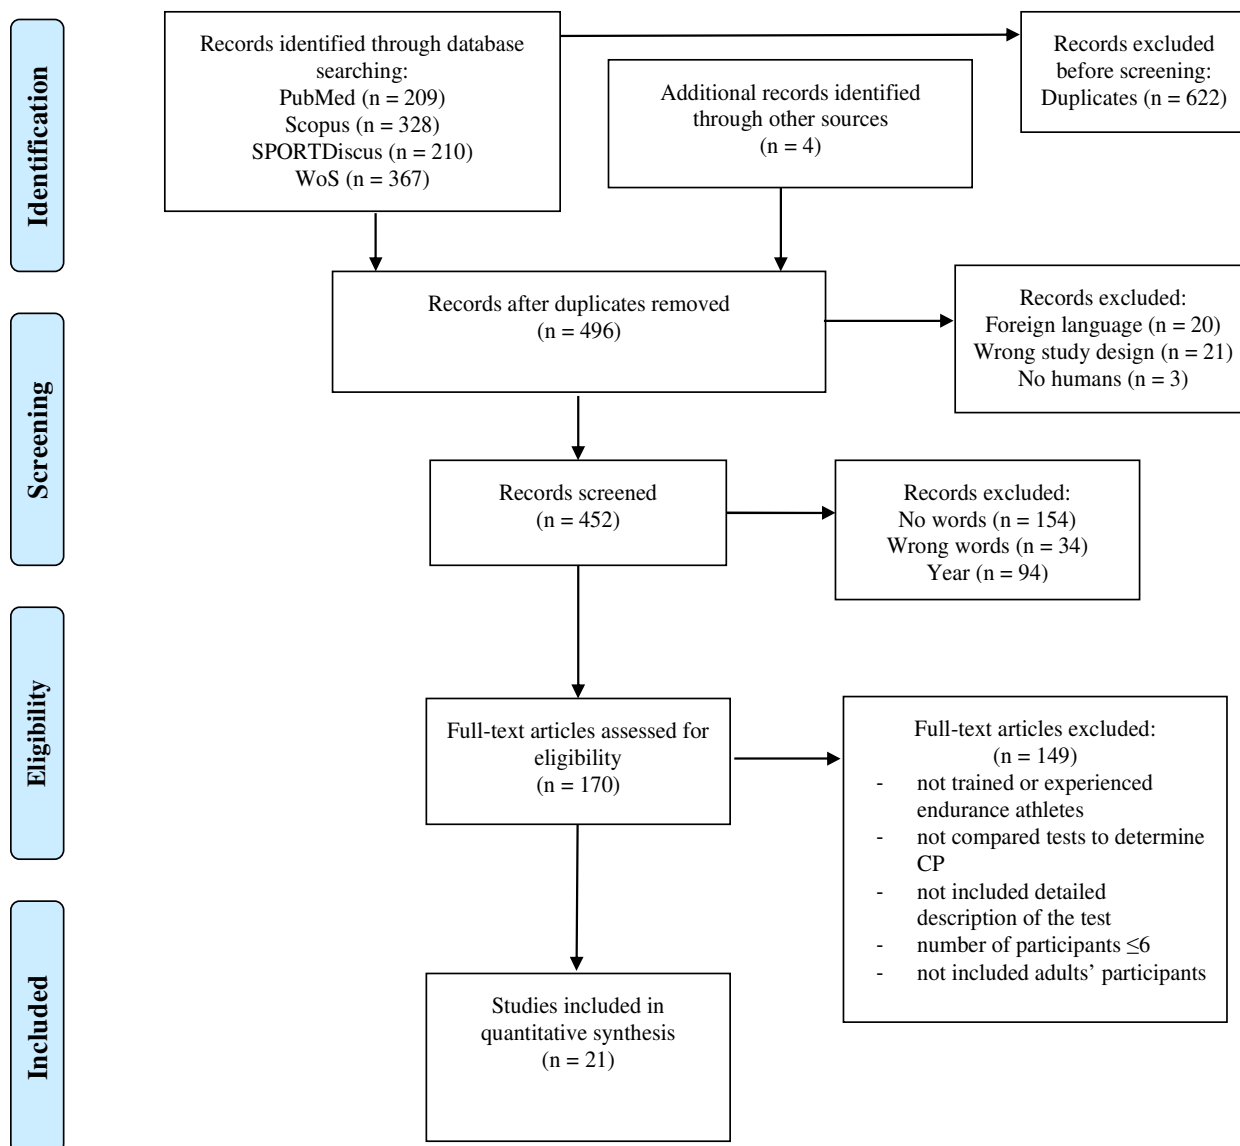 Identification
Records identified through database
searching:
PubMed (n = 209)
Scopus (n = 328)
SPORTDiscus (n = 210)
WoS (n = 367)
Additional records identified
through other sources
(n = 4)
Records excluded
before screening:
Duplicates (n = 622)
Records after duplicates removed
(n = 496)
Records excluded:
Foreign language (n = 20)
Wrong study design (n = 21)
No humans (n = 3)
Screening
Records screened
(n = 452)
Records excluded:
No words (n = 154)
Wrong words (n = 34)
Year (n = 94)
Eligibility
Full-text articles assessed for
eligibility
(n = 170)
Full-text articles excluded:
(n = 149)
- not trained or experienced
endurance athletes
- not compared tests to determine
CP
- not included detailed
description of the test
- number of participants ≤6
- not included adults’ participants
Included
Studies included in
quantitative synthesis
(n = 21)